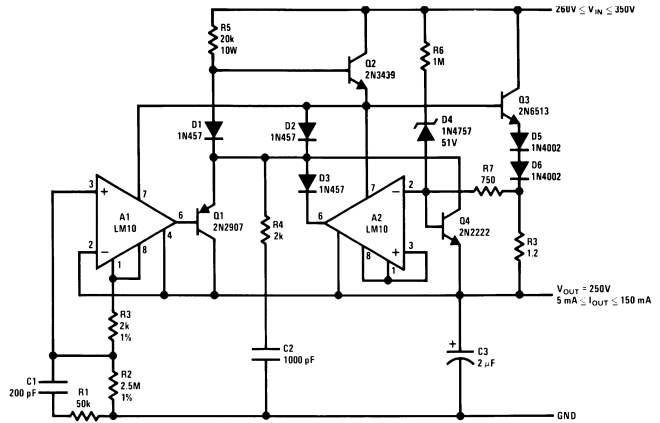 260V ≤ VIN ≤ 350V
R5
20k
10W
Q2
2N3439
R6
1M
Q3
2N6513
D1
1N457
D2
1N457
D4
1N4757
51V
D5
1N4002
D6
1N4002
D3
1N457
R7
750
3
+
A1
LM10
2
−
7
6
4
8
1
Q1
2N2907
R4
2k
6
A2
LM10
7
−
2
+
3
8
1
Q4
2N2222
R3
1.2
VOUT = 250V
5 mA ≤ IOUT ≤ 150 mA
R3
2k
1%
C2
1000 pF
+
C3
2 μF
C1
200 pF
R1
50k
R2
2.5M
1%
GND